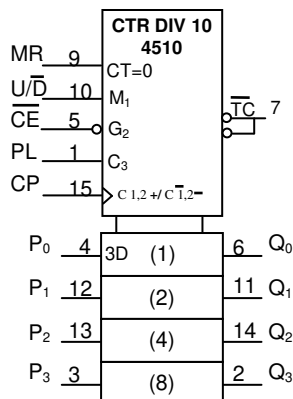 CTR DIV 10
4510
MR 9 CT=0
U/D̅ 10 M₁
C̅E̅ 5 G₂ T̅C̅ 7
PL 1 C₃
CP 15 C 1,2 +/ C 1̅,2−
P₀ 4 3D (1) 6 Q₀
P₁ 12 (2) 11 Q₁
P₂ 13 (4) 14 Q₂
P₃ 3 (8) 2 Q₃